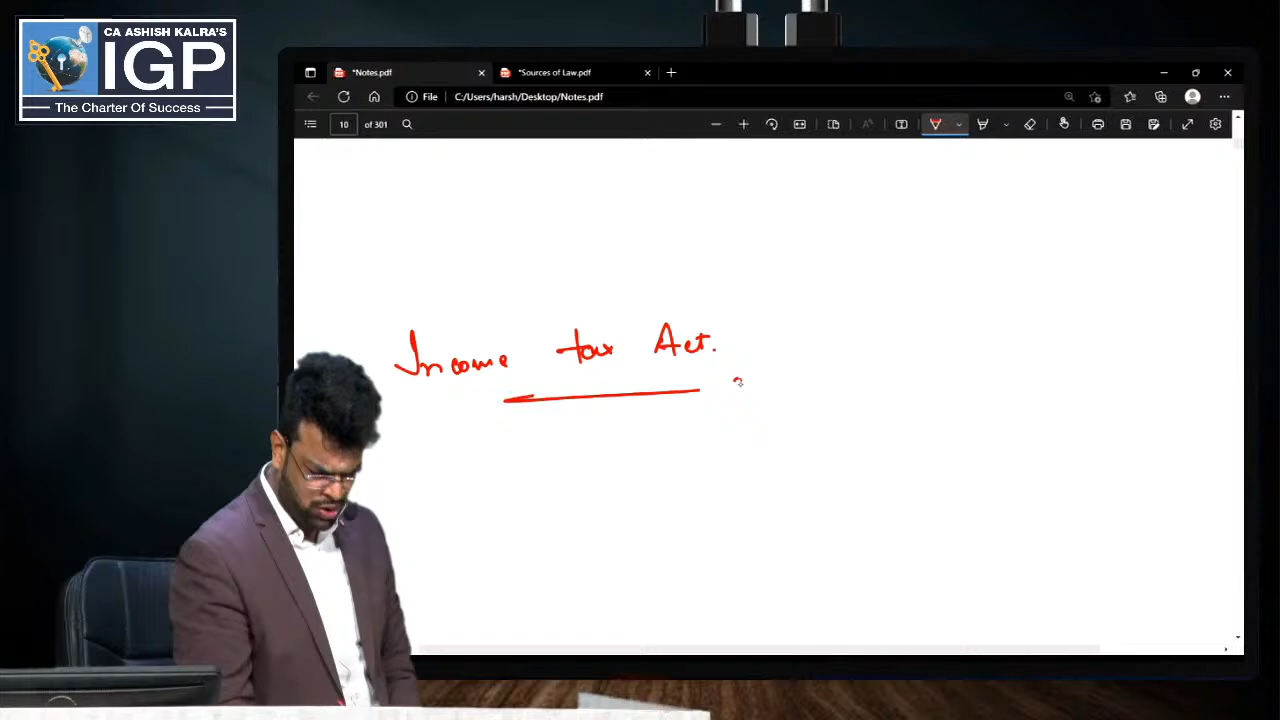 CA ASHISH KALRA'S
IGP
The Charter Of Success
*Notes.pdf
*Sources of Law.pdf
File
C:/Users/harsh/Desktop/Notes.pdf
10 of 301
Income tax Act.